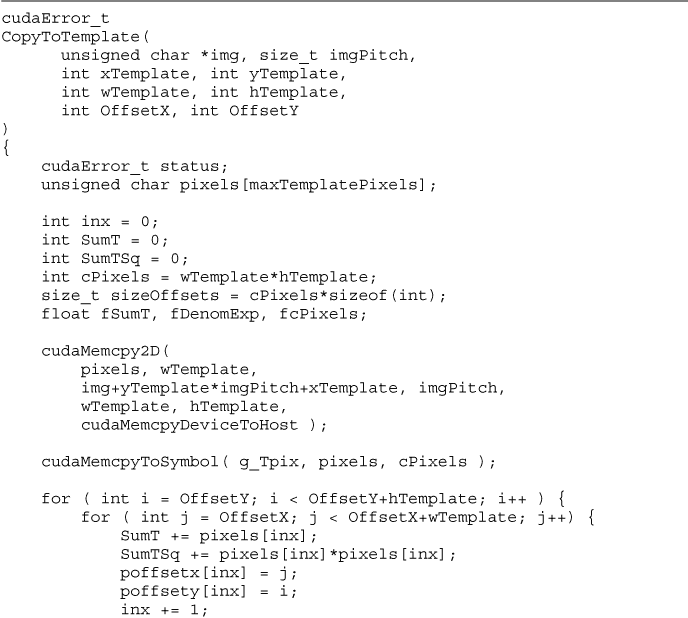 cudaError_t
CopyToTemplate(
unsigned char *img, size_t imgPitch,
int xTemplate, int yTemplate,
int wTemplate, int hTemplate,
int OffsetX, int OffsetY
)
{
cudaError_t status;
unsigned char pixels[maxTemplatePixels];
int inx = 0;
int SumT = 0;
int SumTSq = 0;
int cPixels = wTemplate*hTemplate;
size_t sizeOffsets = cPixels*sizeof(int);
float fSumT, fDenomExp, fcPixels;
cudaMemcpy2D(
pixels, wTemplate,
img+yTemplate*imgPitch+xTemplate, imgPitch,
wTemplate, hTemplate,
cudaMemcpyDeviceToHost );
cudaMemcpyToSymbol( g_Tpix, pixels, cPixels );
for ( int i = OffsetY; i < OffsetY+hTemplate; i++ ) {
for ( int j = OffsetX; j < OffsetX+wTemplate; j++) {
SumT += pixels[inx];
SumTSq += pixels[inx]*pixels[inx];
poffsetx[inx] = j;
poffsety[inx] = i;
inx += 1;